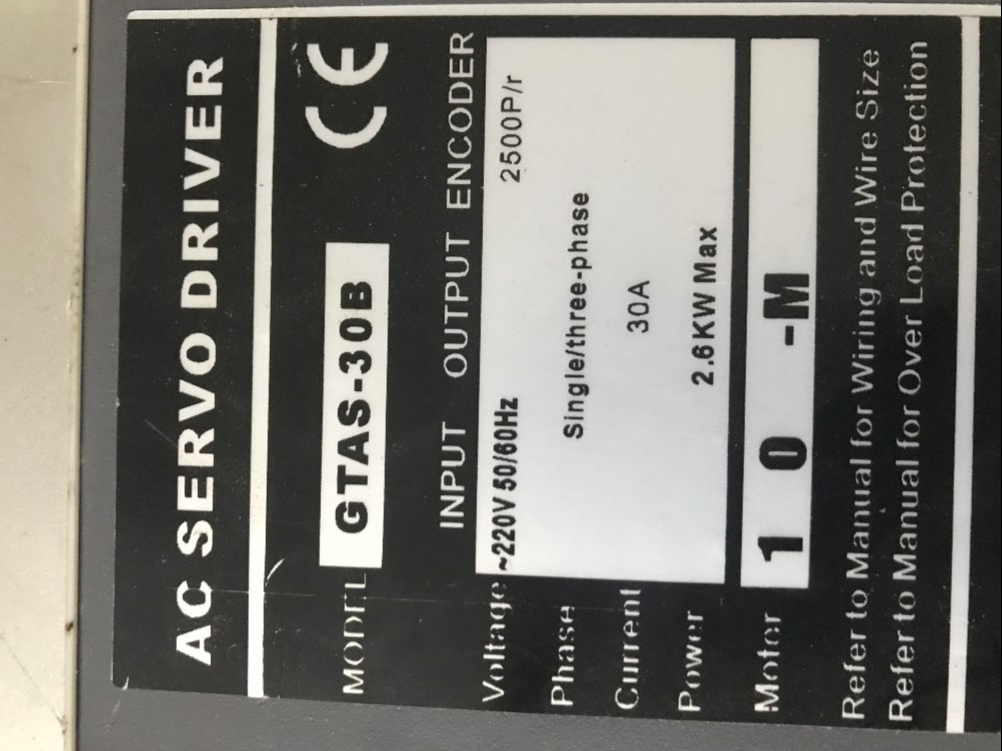 AC SERVO DRIVER
MODEL GTAS-30B CE
INPUT OUTPUT ENCODER
Voltage ~220V 50/60Hz 2500P/r
Phase Single/three-phase
Current 30A
Power 2.6KW Max
Motor 1 0 -M
Refer to Manual for Wiring and Wire Size
Refer to Manual for Over Load Protection